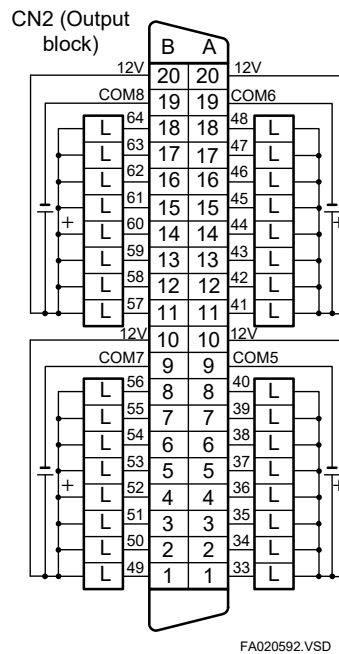 CN2 (Output
block)
B A
12V 20 20 12V
COM8 19 19 COM6
64 L 18 18 L 48
63 L 17 17 L 47
62 L 16 16 L 46
61 L 15 15 L 45
+ 60 L 14 14 L 44 +
59 L 13 13 L 43
58 L 12 12 L 42
57 L 11 11 L 41
12V 10 10 12V
COM7 9 9 COM5
56 L 8 8 L 40
55 L 7 7 L 39
54 L 6 6 L 38
53 L 5 5 L 37
+ 52 L 4 4 L 36 +
51 L 3 3 L 35
50 L 2 2 L 34
49 L 1 1 L 33
FA020592.VSD